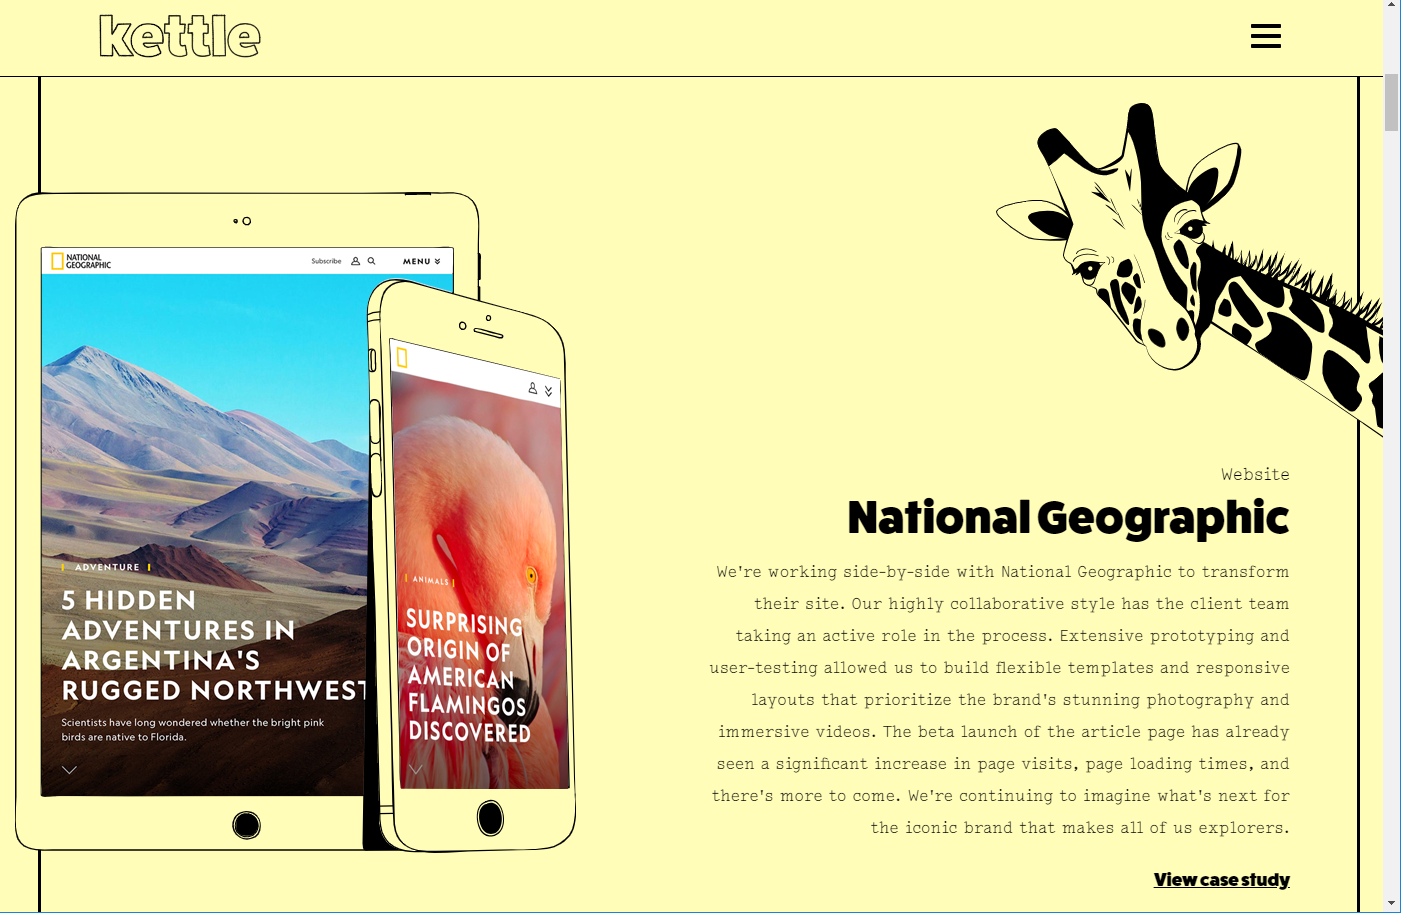 kettle
NATIONAL
GEOGRAPHIC
Subscribe
MENU
ADVENTURE
5 HIDDEN
ADVENTURES IN
ARGENTINA'S
RUGGED NORTHWEST
Scientists have long wondered whether the bright pink
birds are native to Florida.
ANIMALS
SURPRISING
ORIGIN OF
AMERICAN
FLAMINGOS
DISCOVERED
Website
National Geographic
We're working side-by-side with National Geographic to transform
their site. Our highly collaborative style has the client team
taking an active role in the process. Extensive prototyping and
user-testing allowed us to build flexible templates and responsive
layouts that prioritize the brand's stunning photography and
immersive videos. The beta launch of the article page has already
seen a significant increase in page visits, page loading times, and
there's more to come. We're continuing to imagine what's next for
the iconic brand that makes all of us explorers.
View case study